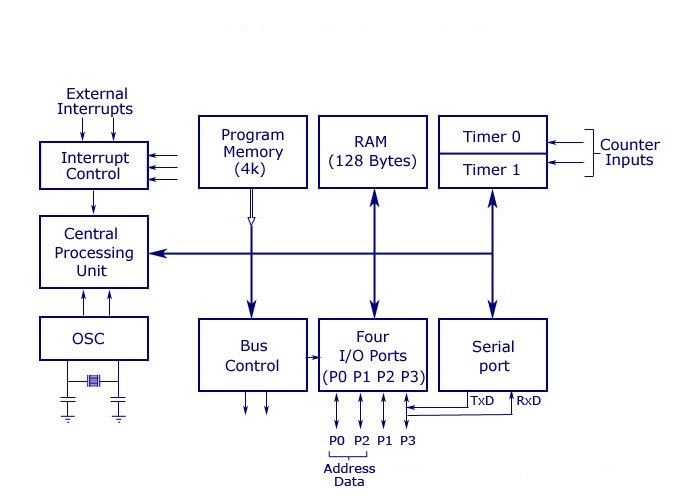 External
Interrupts
Interrupt
Control
Program
Memory
(4k)
RAM
(128 Bytes)
Timer 0
Timer 1
Counter
Inputs
Central
Processing
Unit
OSC
Bus
Control
Four
I/O Ports
(P0 P1 P2 P3)
Serial
port
TxD
RxD
P0
P2
P1
P3
Address
Data